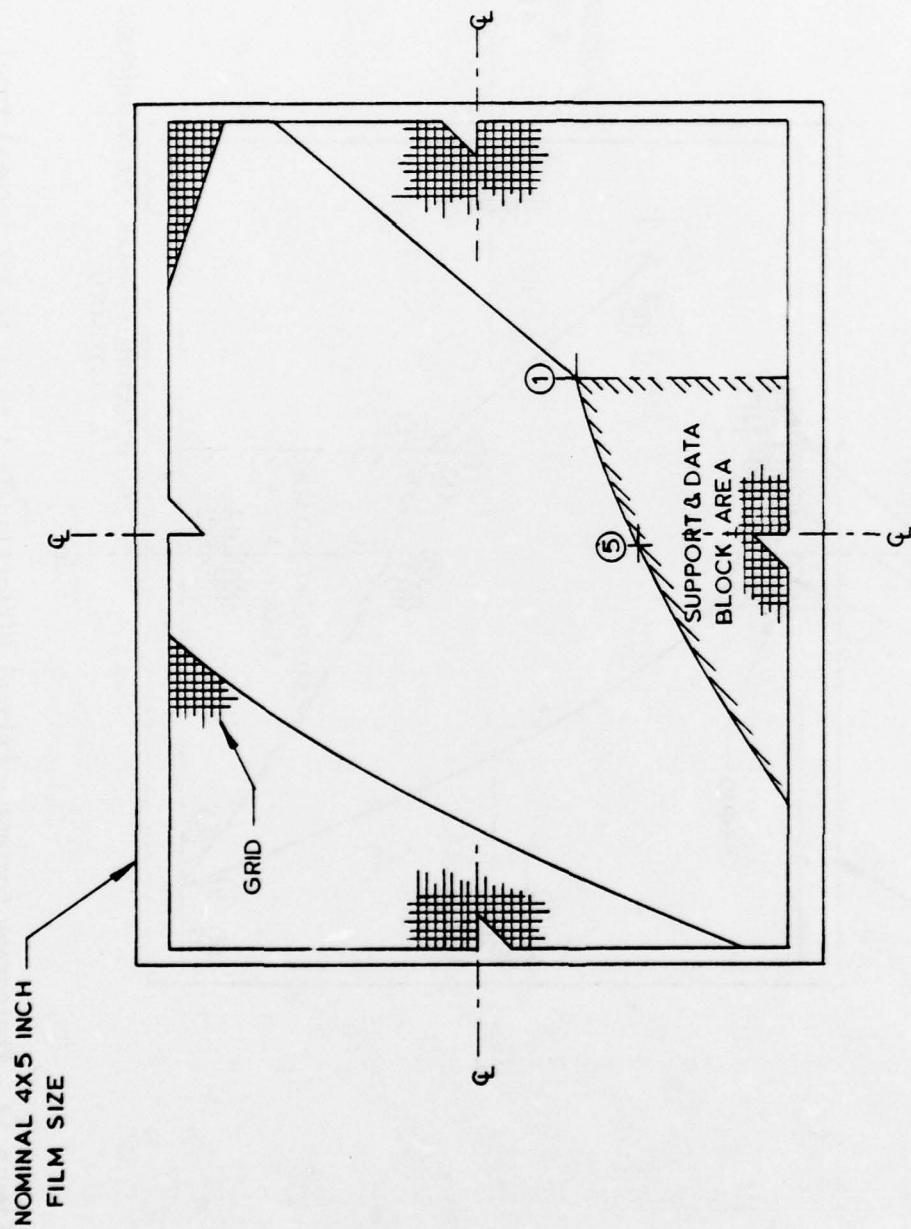 NOMINAL 4X5 INCH
FILM SIZE
GRID
℄
℄
℄
℄
1
5
SUPPORT & DATA
BLOCK AREA